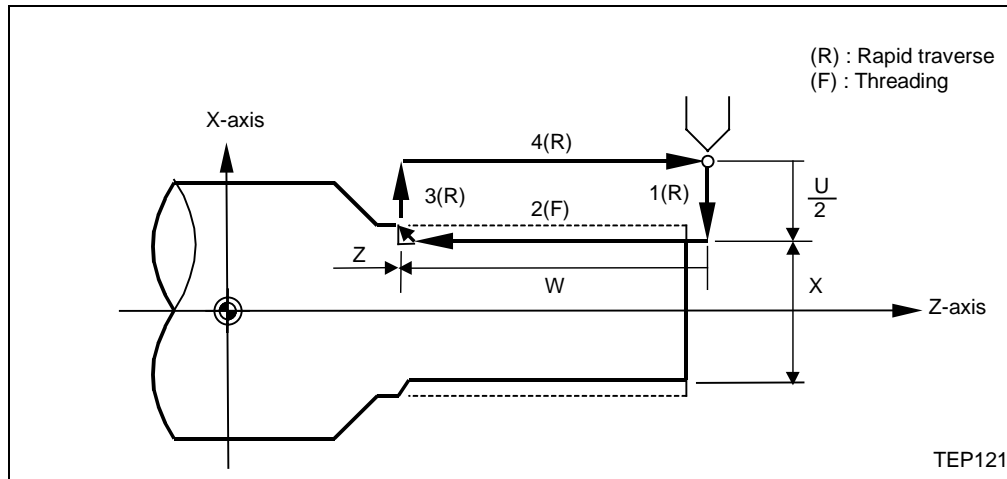 (R) : Rapid traverse
(F) : Threading
X-axis
4(R)
3(R)
1(R)
U
2
2(F)
Z
W
X
Z-axis
TEP121